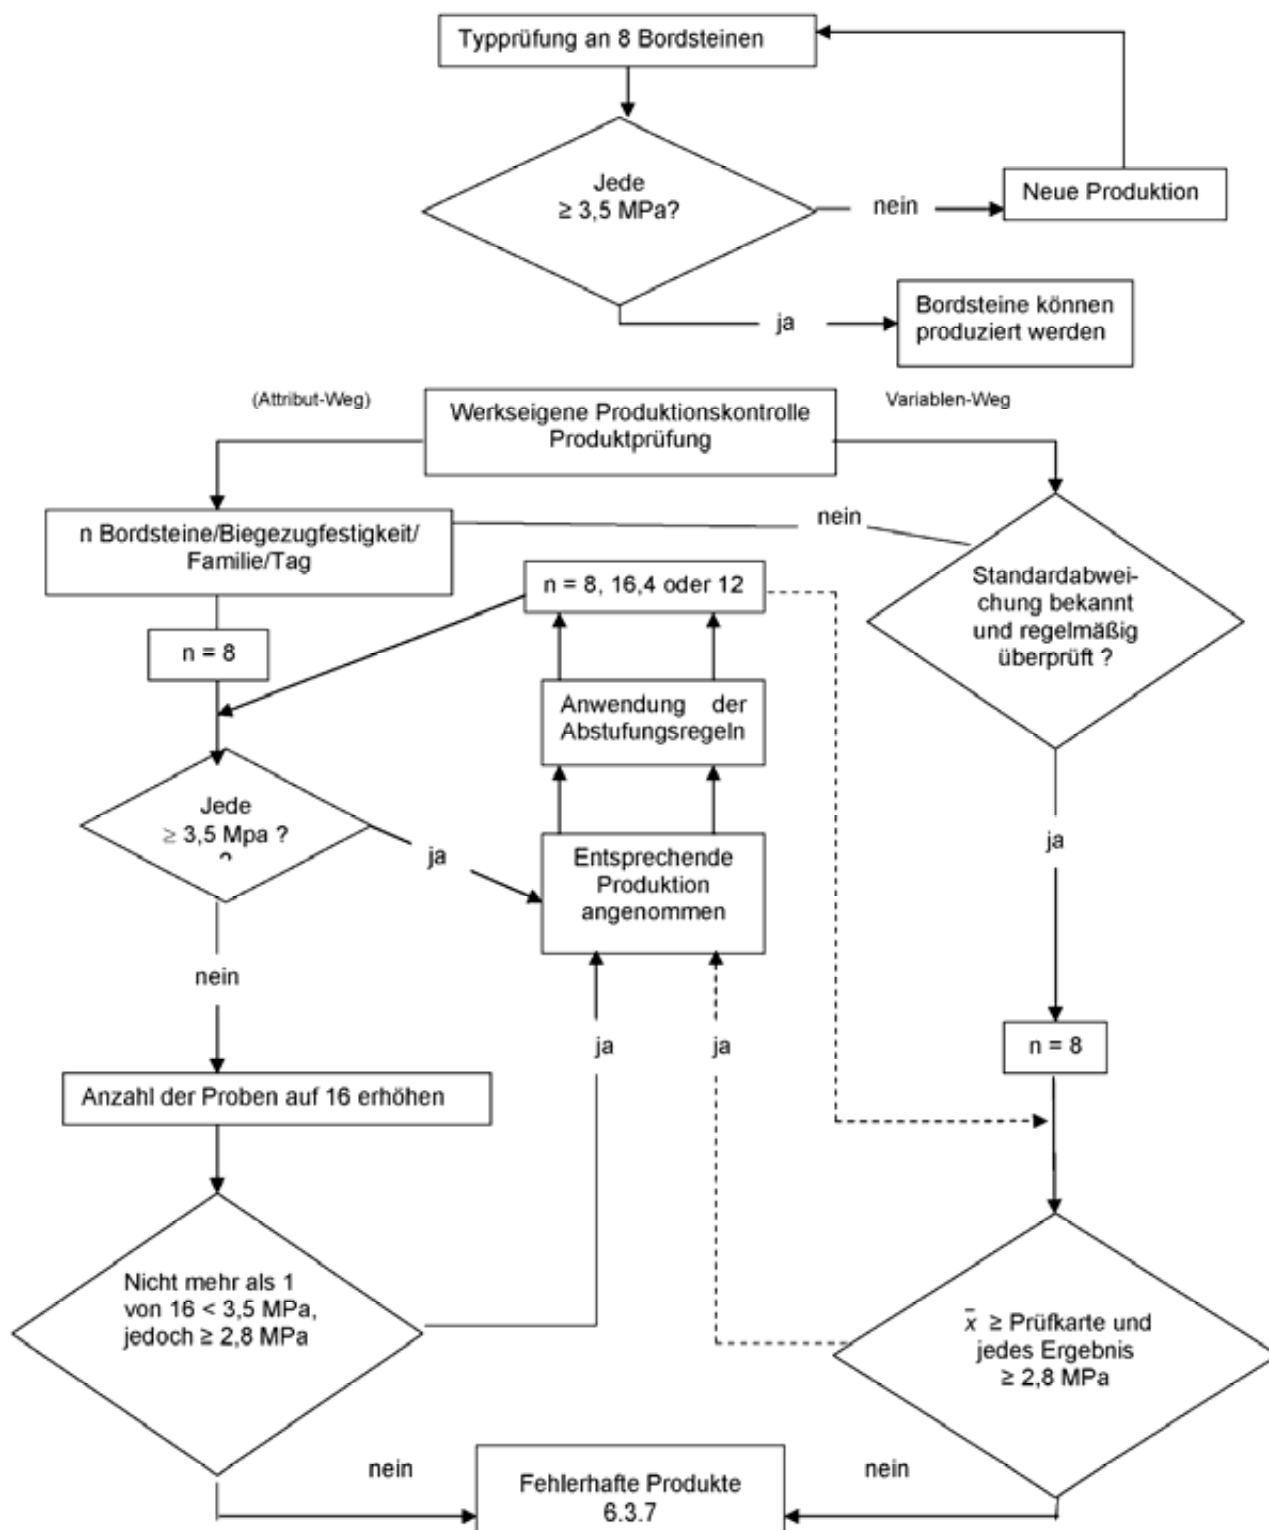 Typprüfung an 8 Bordsteinen
Jede
≥ 3,5 MPa?
nein
Neue Produktion
ja
Bordsteine können
produziert werden
(Attribut-Weg)
Werkseigene Produktionskontrolle
Produktprüfung
Variablen-Weg
n Bordsteine/Biegezugfestigkeit/
Familie/Tag
nein
n = 8, 16,4 oder 12
Standardabwei-
chung bekannt
und regelmäßig
überprüft ?
n = 8
Anwendung der
Abstufungsregeln
Jede
≥ 3,5 Mpa ?
ja
Entsprechende
Produktion
angenommen
ja
nein
ja
ja
n = 8
Anzahl der Proben auf 16 erhöhen
Nicht mehr als 1
von 16 < 3,5 MPa,
jedoch ≥ 2,8 MPa
x̄ ≥ Prüfkarte und
jedes Ergebnis
≥ 2,8 MPa
nein
Fehlerhafte Produkte
6.3.7
nein